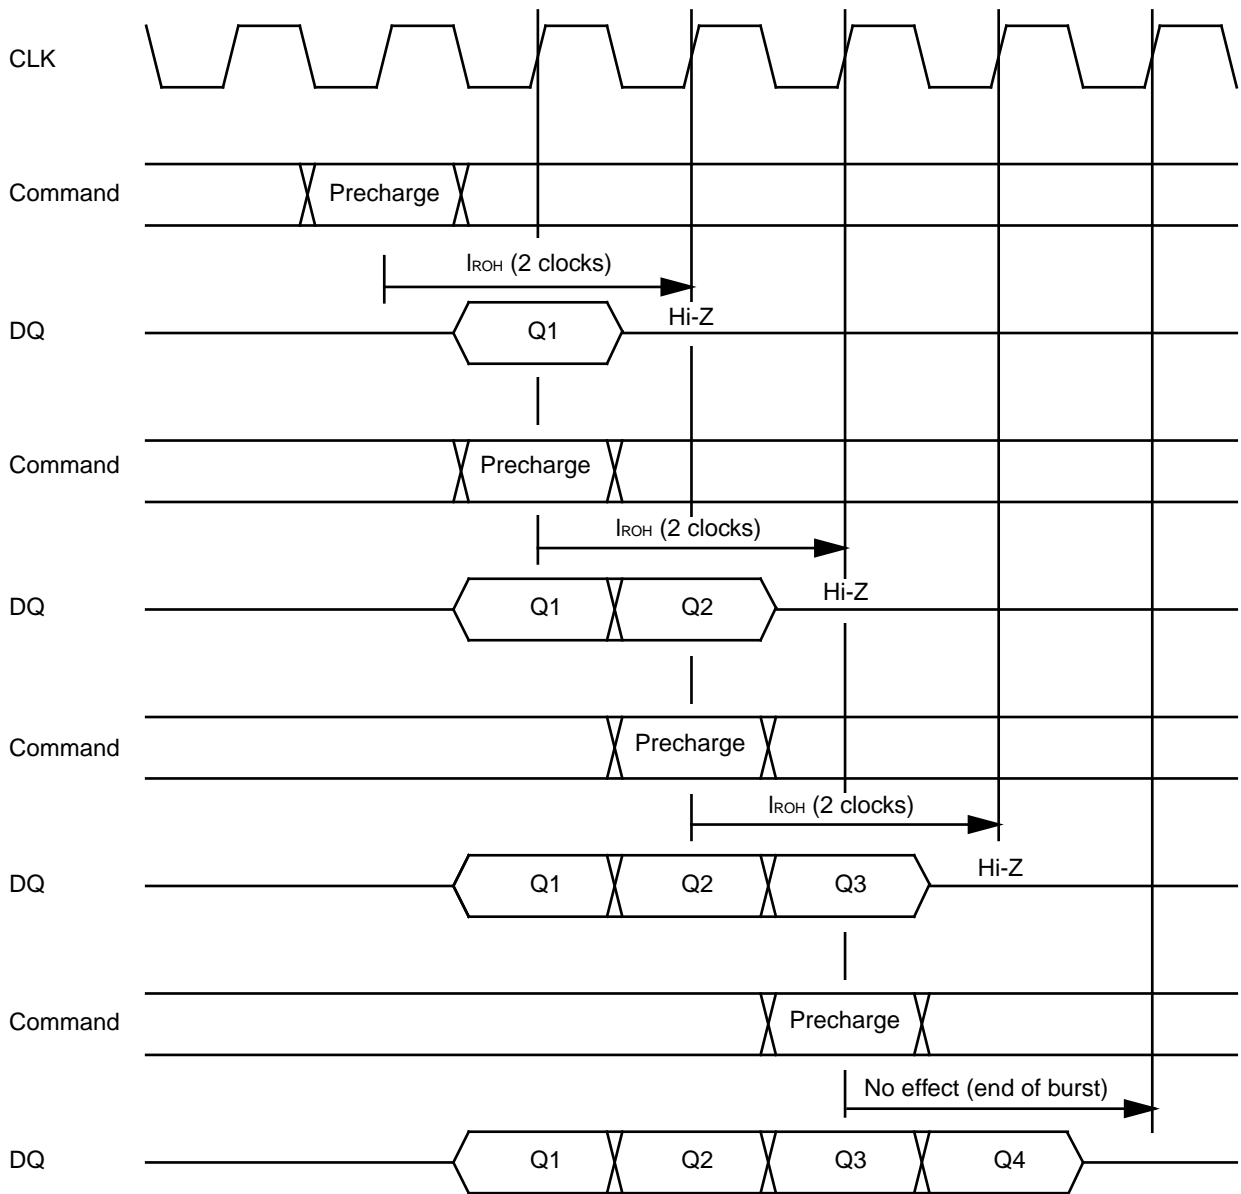 CLK
Command
Precharge
IROH (2 clocks)
DQ
Q1
Hi-Z
Command
Precharge
IROH (2 clocks)
DQ
Q1
Q2
Hi-Z
Command
Precharge
IROH (2 clocks)
DQ
Q1
Q2
Q3
Hi-Z
Command
Precharge
No effect (end of burst)
DQ
Q1
Q2
Q3
Q4